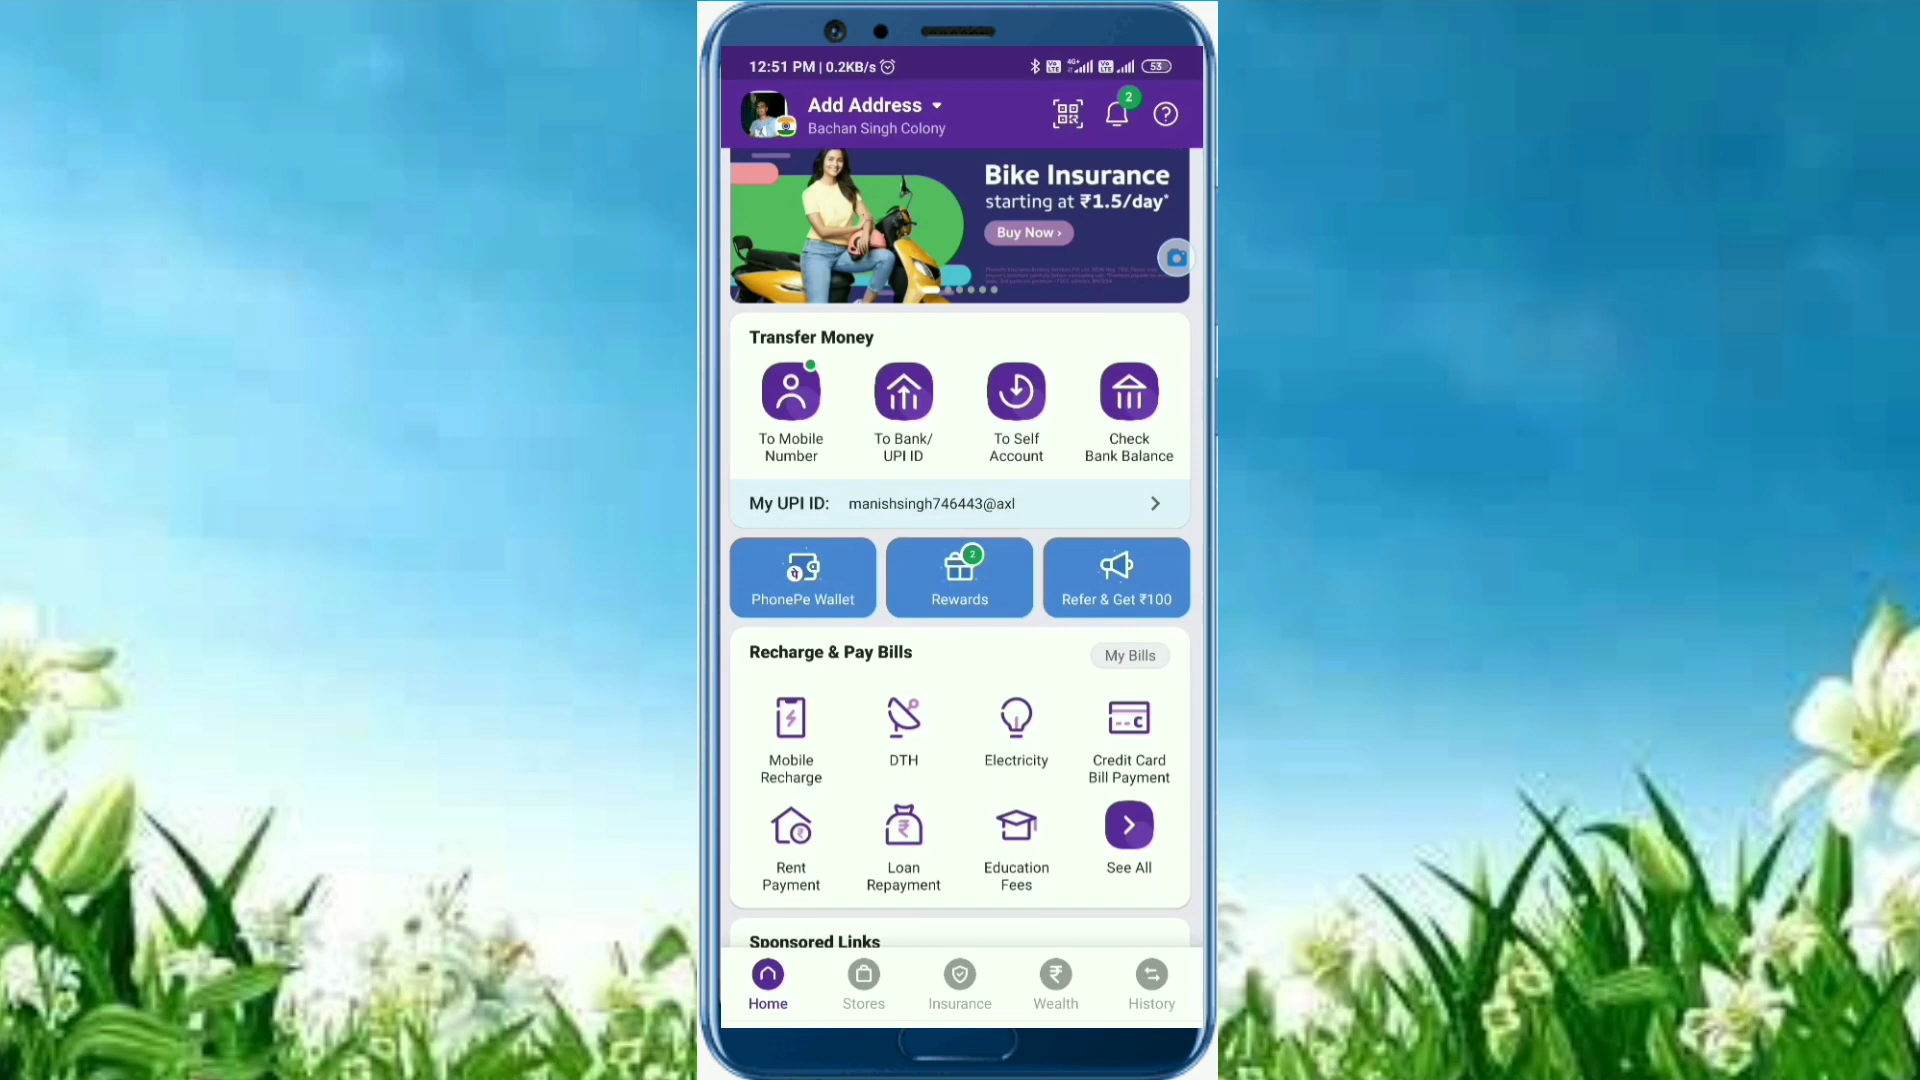 12:51 PM | 0.2KB/s
4G+
53
Add Address
2
Bachan Singh Colony
Bike Insurance
starting at ₹1.5/day*
Buy Now ›
Transfer Money
To Mobile
Number
To Bank/
UPI ID
To Self
Account
Check
Bank Balance
My UPI ID: manishsingh746443@axl
PhonePe Wallet
2
Rewards
Refer & Get ₹100
Recharge & Pay Bills
My Bills
Mobile
Recharge
DTH
Electricity
Credit Card
Bill Payment
Rent
Payment
Loan
Repayment
Education
Fees
See All
Sponsored Links
Home
Stores
Insurance
Wealth
History